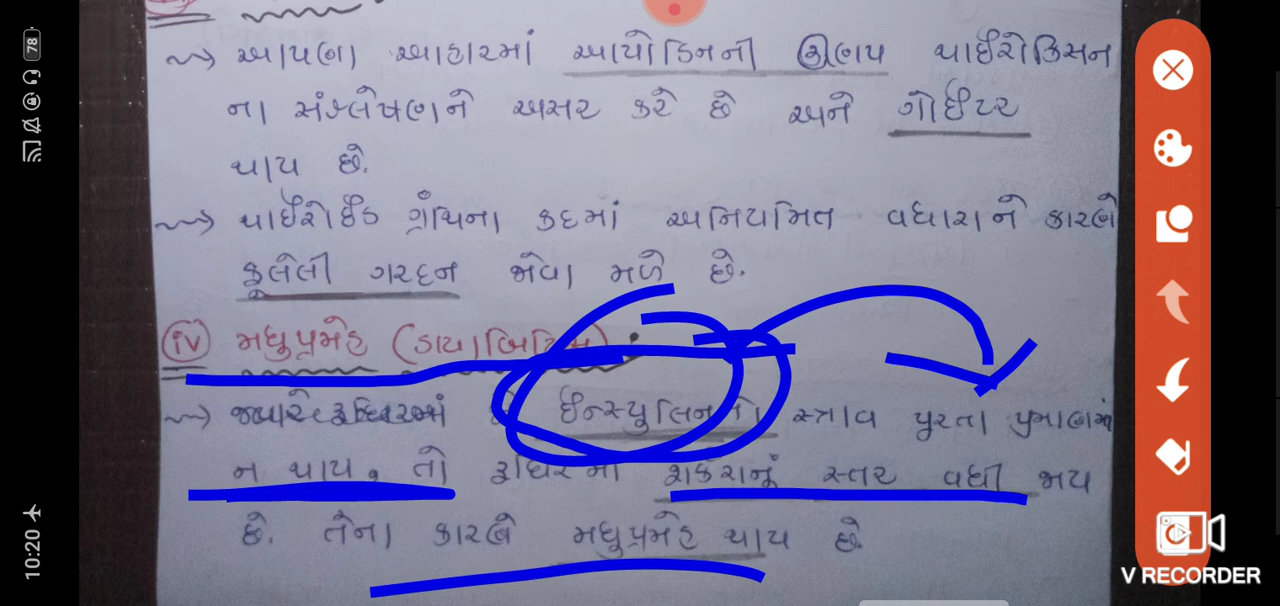 આપણા આહારમાં આયોડિનની ઊણપ થાઈરોક્સિન
ના સંશ્લેષણને અસર કરે છે અને ગોઈટર
થાય છે.
થાઈરોઈડ ગ્રંથિના કદમાં અનિયમિત વધારાને કારણે
ફૂલેલી ગરદન જોવા મળે છે.
(iv) મધુપ્રમેહ (ડાયાબિટિસ) :
જ્યારે રુધિરમાં ઈન્સ્યુલિનનો સ્ત્રાવ પૂરતા પ્રમાણમાં
ન થાય, તો રુધિરમાં શર્કરાનું સ્તર વધી જાય
છે. તેના કારણે મધુપ્રમેહ થાય છે.
78
10:20
V RECORDER